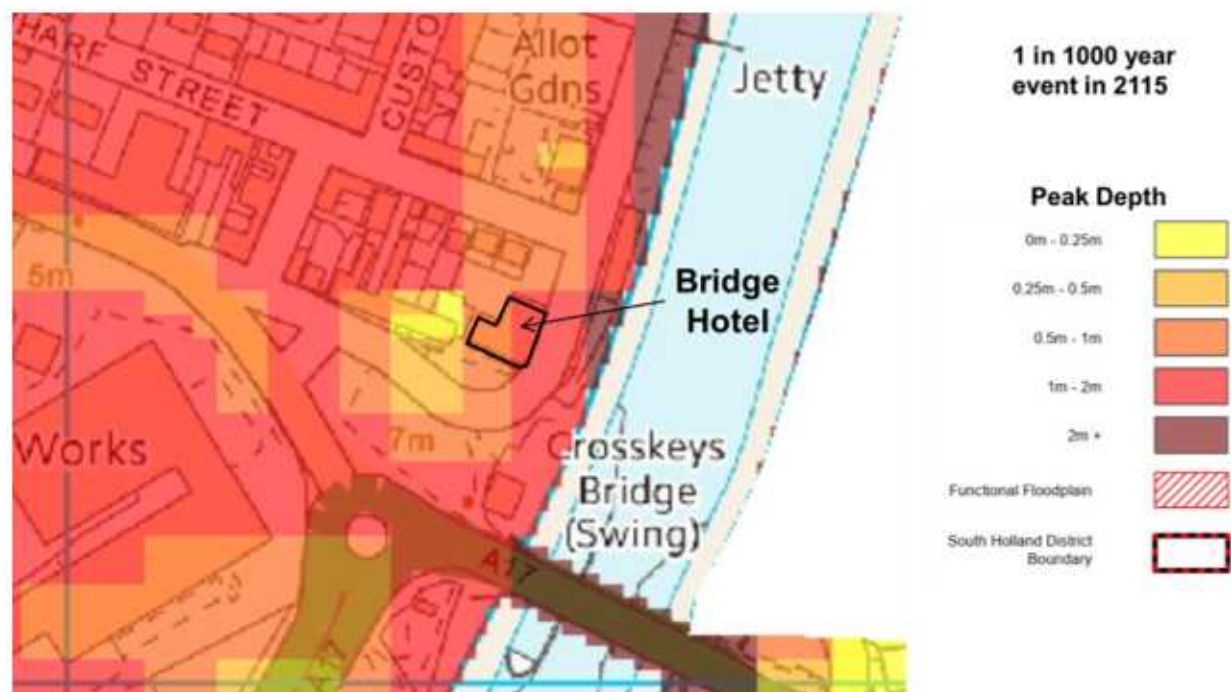 HARF STREET
CUSTO
Allot
Gdns
Jetty
5m
Bridge
Hotel
7m
Works
Crosskeys
Bridge
(Swing)
A17
A17
1 in 1000 year
event in 2115
Peak Depth
0m - 0.25m
0.25m - 0.5m
0.5m - 1m
1m - 2m
2m +
Functional Floodplain
South Holland District
Boundary